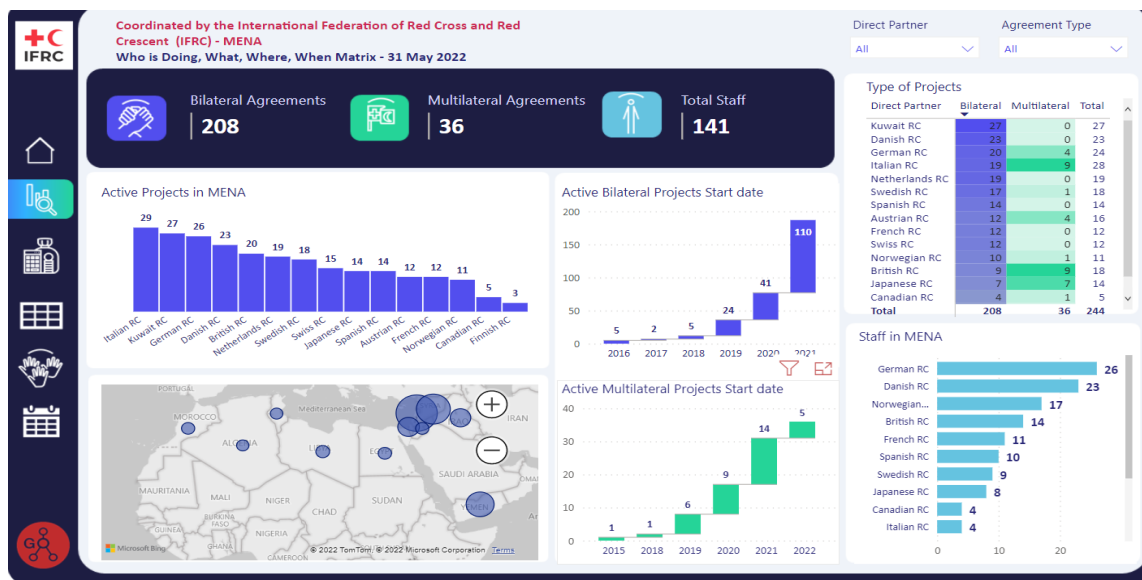 IFRC
Coordinated by the International Federation of Red Cross and Red
Crescent (IFRC) - MENA
Who is Doing, What, Where, When Matrix - 31 May 2022
Direct Partner
All
Agreement Type
All
Bilateral Agreements
208
Multilateral Agreements
36
Total Staff
141
Type of Projects
Direct Partner Bilateral Multilateral Total
Kuwait RC 27 0 27
Danish RC 23 0 23
German RC 20 4 24
Italian RC 19 9 28
Netherlands RC 19 0 19
Swedish RC 17 1 18
Spanish RC 14 0 14
Austrian RC 12 4 16
French RC 12 0 12
Swiss RC 12 0 12
Norwegian RC 10 1 11
British RC 9 9 18
Japanese RC 7 7 14
Canadian RC 4 1 5
Total 208 36 244
Active Projects in MENA
29 27 26 23 20 19 18 15 14 14 12 12 11 5 3
Italian RC
Kuwait RC
German RC
Danish RC
British RC
Netherlands RC
Swedish RC
Swiss RC
Japanese RC
Spanish RC
Austrian RC
French RC
Norwegian RC
Canadian RC
Finnish RC
Active Bilateral Projects Start date
200
150
100
50
0
5 2 5 24 41 110
2016 2017 2018 2019 2020 2021
PORTUGAL
MOROCCO
Mediterranean Sea
IRAN
ALGERIA
SAUDI ARABIA
MAURITANIA
MALI
NIGER
CHAD
SUDAN
YEMEN
BURKINA
FASO
GUINEA
NIGERIA
GHANA
CAMEROON
Microsoft Bing
© 2022 TomTom, © 2022 Microsoft Corporation Terms
Active Multilateral Projects Start date
40
30
20
10
0
1 1 6 9 14 5
2015 2018 2019 2020 2021 2022
Staff in MENA
German RC 26
Danish RC 23
Norwegian... 17
British RC 14
French RC 11
Spanish RC 10
Swedish RC 9
Japanese RC 8
Canadian RC 4
Italian RC 4
0 10 20
GO